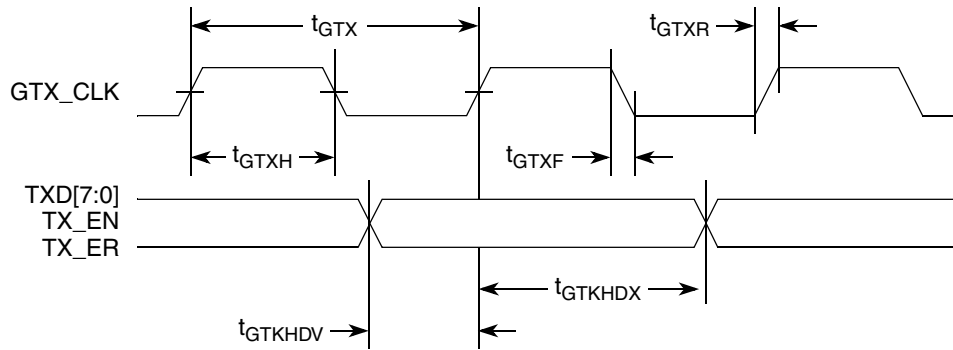 tGTX
tGTXR
GTX_CLK
tGTXH
tGTXF
TXD[7:0]
TX_EN
TX_ER
tGTKHDX
tGTKHDV